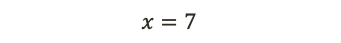 x = 7